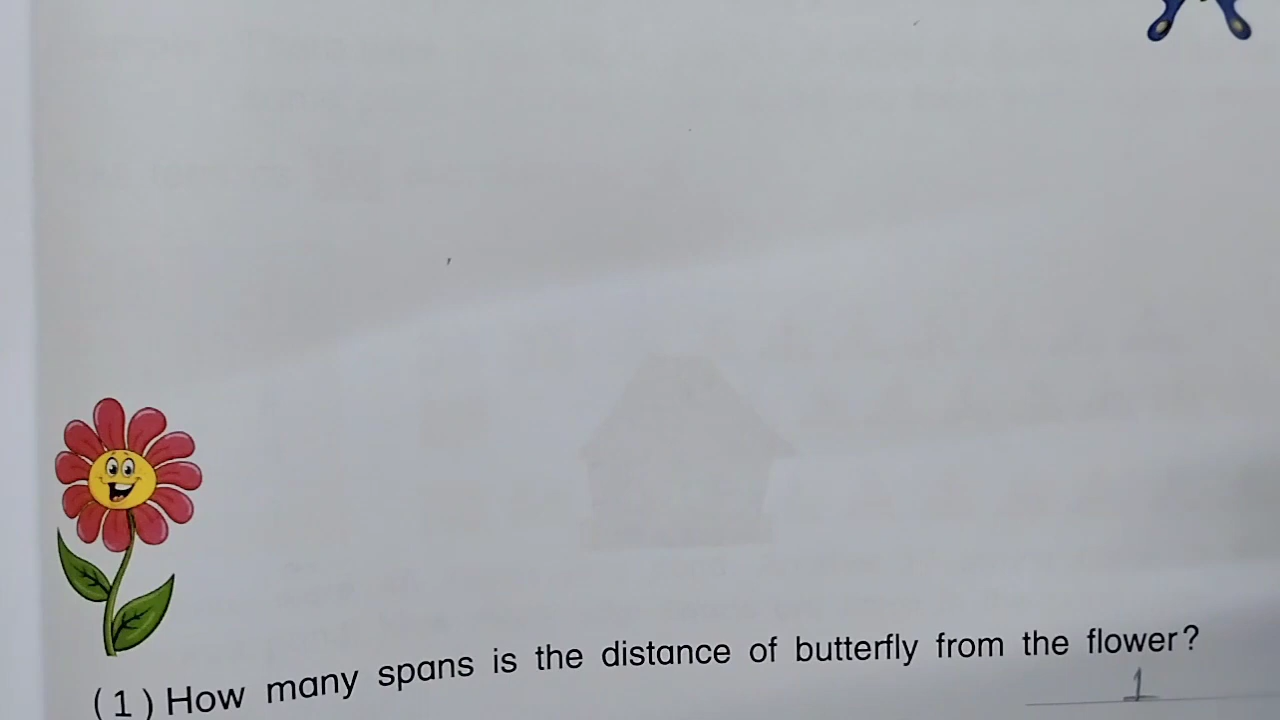 (1) How many spans is the distance of butterfly from the flower?
1